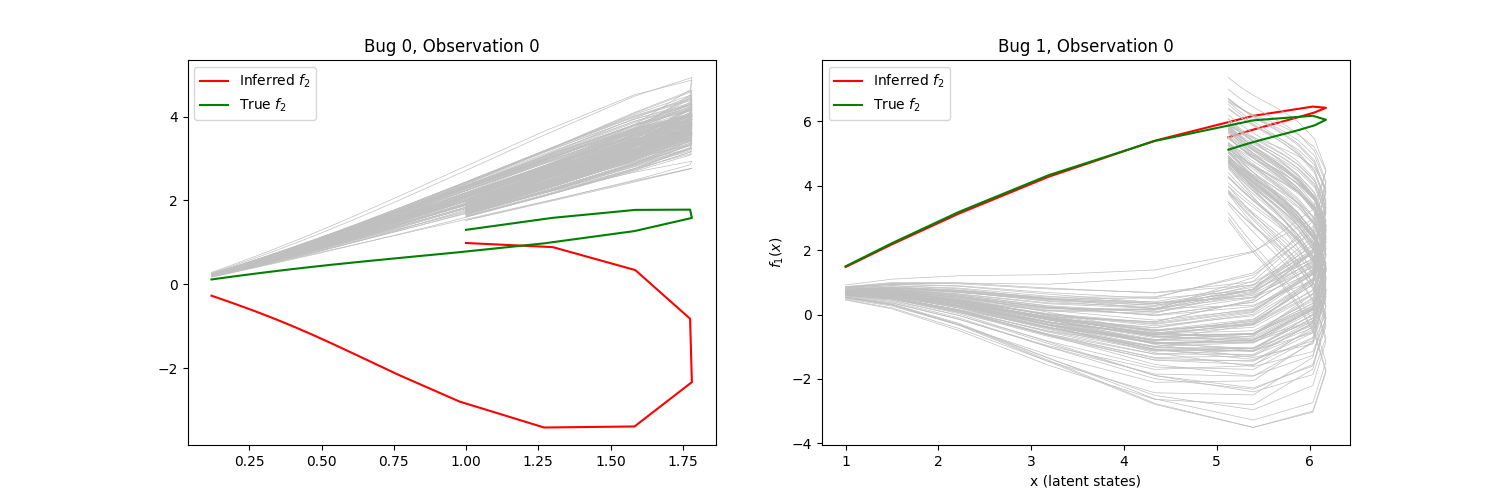 Bug 0, Observation 0
Inferred f₂
True f₂
4
2
0
−2
0.25 0.50 0.75 1.00 1.25 1.50 1.75
Bug 1, Observation 0
Inferred f₂
True f₂
f₁(x)
6
4
2
0
−2
−4
1 2 3 4 5 6
x (latent states)